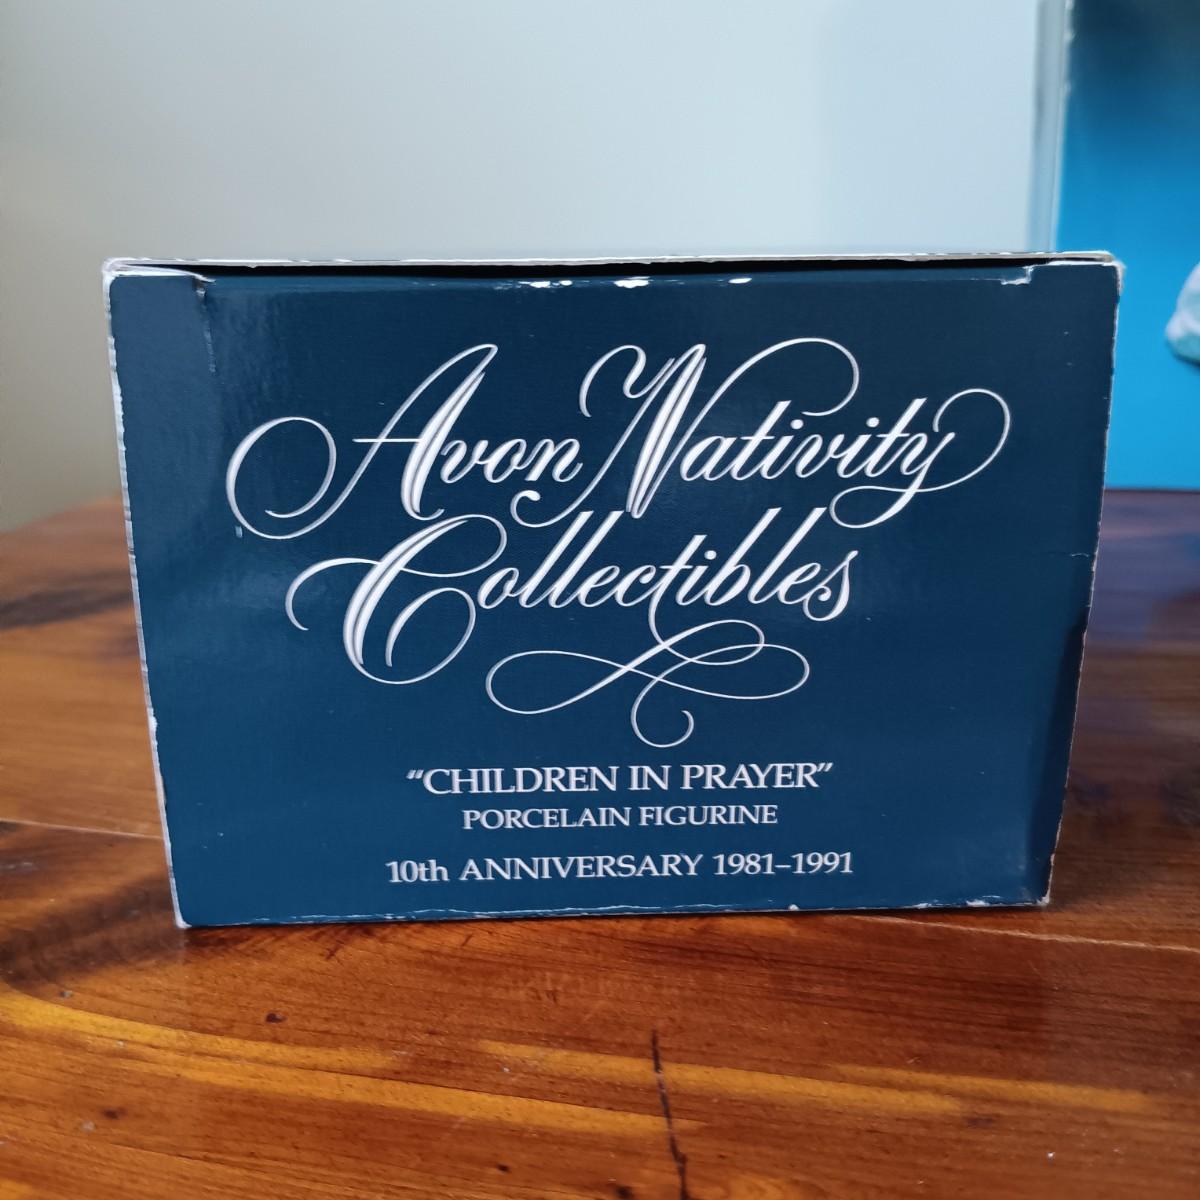 Avon Nativity
Collectibles
“CHILDREN IN PRAYER”
PORCELAIN FIGURINE
10th ANNIVERSARY 1981–1991